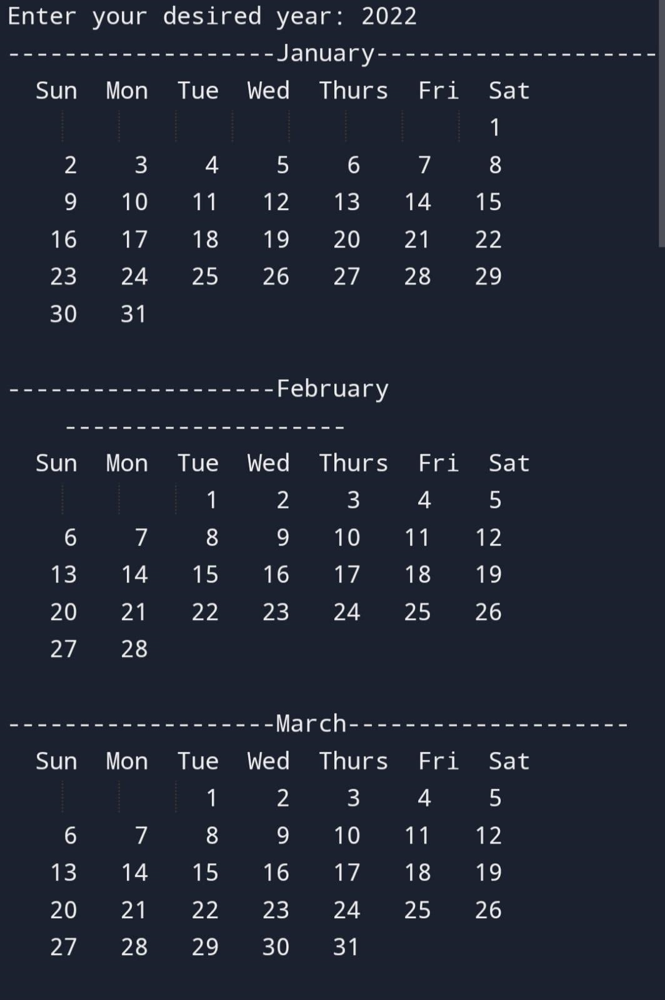 Enter your desired year: 2022
-------------------January--------------------
  Sun  Mon  Tue  Wed  Thurs  Fri  Sat
                                  1
    2    3    4    5    6    7    8
    9   10   11   12   13   14   15
   16   17   18   19   20   21   22
   23   24   25   26   27   28   29
   30   31
-------------------February
    --------------------
  Sun  Mon  Tue  Wed  Thurs  Fri  Sat
              1    2    3    4    5
    6    7    8    9   10   11   12
   13   14   15   16   17   18   19
   20   21   22   23   24   25   26
   27   28
-------------------March--------------------
  Sun  Mon  Tue  Wed  Thurs  Fri  Sat
              1    2    3    4    5
    6    7    8    9   10   11   12
   13   14   15   16   17   18   19
   20   21   22   23   24   25   26
   27   28   29   30   31